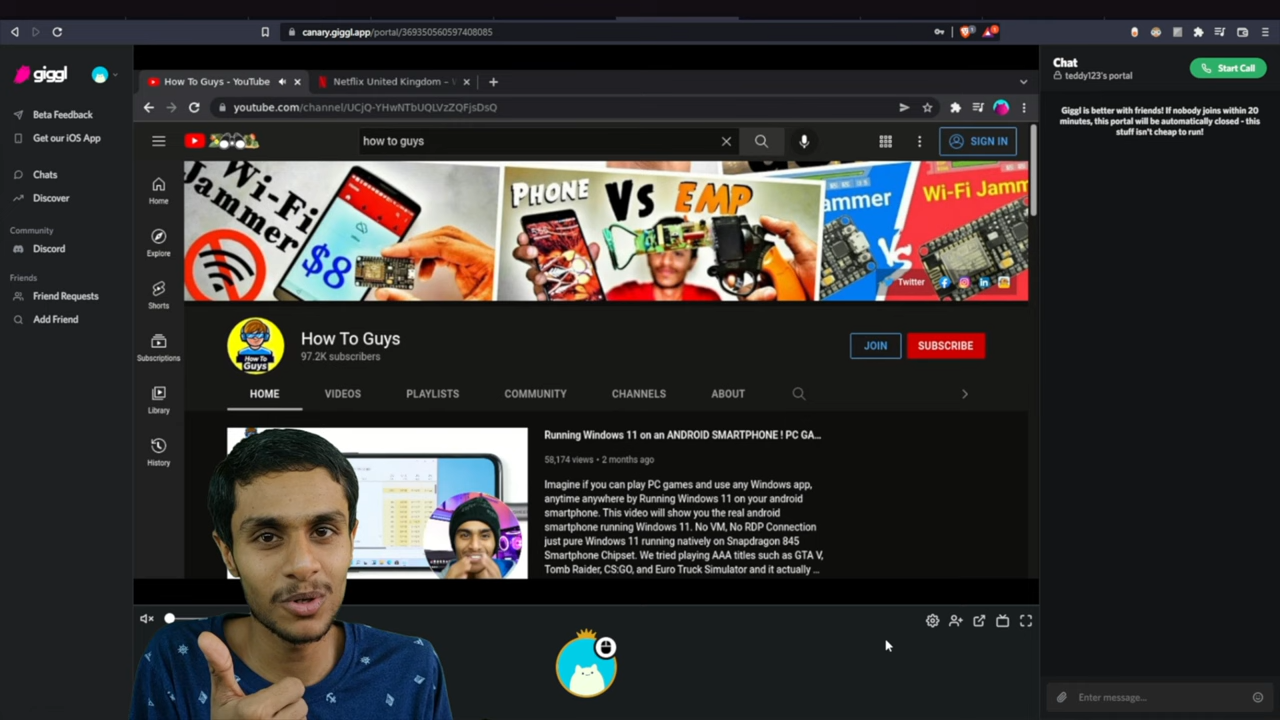 canary.giggl.app/portal/369350560597408085
giggl
Beta Feedback
Get our iOS App
Chats
Discover
Community
Discord
Friends
Friend Requests
Add Friend
How To Guys - YouTube
Netflix United Kingdom –
youtube.com/channel/UCjQ-YHwNTbUQLVzZQFjsDsQ
how to guys
SIGN IN
Home
Explore
Shorts
Subscriptions
Library
History
Wi-Fi
Jammer
$8
PHONE VS EMP
ammer
VS
Wi-Fi Jamm
Twitter
How To
Guys
How To Guys
97.2K subscribers
JOIN
SUBSCRIBE
HOME
VIDEOS
PLAYLISTS
COMMUNITY
CHANNELS
ABOUT
Running Windows 11 on an ANDROID SMARTPHONE ! PC GA...
58,174 views • 2 months ago
Imagine if you can play PC games and use any Windows app,
anytime anywhere by Running Windows 11 on your android
smartphone. This video will show you the real android
smartphone running Windows 11. No VM, No RDP Connection
just pure Windows 11 running natively on Snapdragon 845
Smartphone Chipset. We tried playing AAA titles such as GTA V,
Tomb Raider, CS:GO, and Euro Truck Simulator and it actually ...
Chat
teddy123's portal
Start Call
Giggl is better with friends! If nobody joins within 20
minutes, this portal will be automatically closed - this
stuff isn't cheap to run!
Enter message...